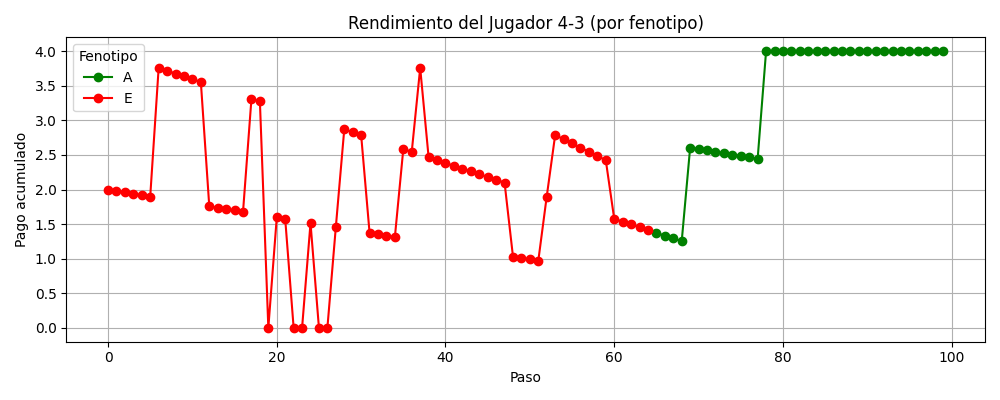 Rendimiento del Jugador 4-3 (por fenotipo)
Fenotipo
A
E
Pago acumulado
4.0
3.5
3.0
2.5
2.0
1.5
1.0
0.5
0.0
0 20 40 60 80 100
Paso